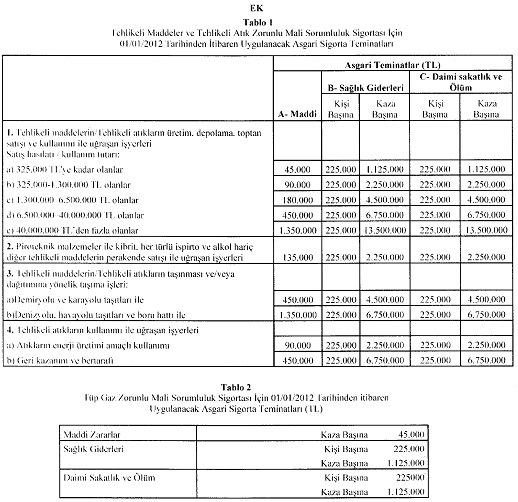 EK
Tablo 1
Tehlikeli Maddeler ve Tehlikeli Atık Zorunlu Mali Sorumluluk Sigortası İçin
01/01/2012 Tarihinden İtibaren Uygulanacak Asgari Sigorta Teminatları
Asgari Teminatlar (TL)
A- Maddi
B- Sağlık Giderleri
C- Daimi sakatlık ve Ölüm
Kişi Başına
Kaza Başına
Kişi Başına
Kaza Başına
1. Tehlikeli maddelerin/Tehlikeli atıkların üretim, depolama, toptan
satışı ve kullanımı ile uğraşan işyerleri
Satış hasılatı / kullanım tutarı:
a) 325.000 TL'ye kadar olanlar 45.000 225.000 1.125.000 225.000 1.125.000
b) 325.000-1.300.000 TL olanlar 90.000 225.000 2.250.000 225.000 2.250.000
c) 1.300.000-6.500.000 TL olanlar 180.000 225.000 4.500.000 225.000 4.500.000
d) 6.500.000-40.000.000 TL olanlar 450.000 225.000 6.750.000 225.000 6.750.000
e) 40.000.000 TL'den fazla olanlar 1.350.000 225.000 13.500.000 225.000 13.500.000
2. Piroteknik malzemeler ile kibrit, her türlü ispirto ve alkol hariç
diğer tehlikeli maddelerin perakende satışı ile uğraşan işyerleri 135.000 225.000 2.250.000 225.000 2.250.000
3. Tehlikeli maddelerin/Tehlikeli atıkların taşınması ve/veya
dağıtımına yönelik taşıma işleri:
a)Demiryolu ve karayolu taşıtları ile 450.000 225.000 4.500.000 225.000 4.500.000
b)Denizyolu, havayolu taşıtları ve boru hattı ile 1.350.000 225.000 6.750.000 225.000 6.750.000
4. Tehlikeli atıkların kullanımı ile uğraşan işyerleri
a) Atıkların enerji üretimi amaçlı kullanımı 90.000 225.000 2.250.000 225.000 2.250.000
b) Geri kazanım ve bertarafı 450.000 225.000 6.750.000 225.000 6.750.000
Tablo 2
Tüp Gaz Zorunlu Mali Sorumluluk Sigortası İçin 01/01/2012 Tarihinden itibaren
Uygulanacak Asgari Sigorta Teminatları (TL)
Maddi Zararlar Kaza Başına 45.000
Sağlık Giderleri Kişi Başına 225.000
Kaza Başına 1.125.000
Daimi Sakatlık ve Ölüm Kişi Başına 225000
Kaza Başına 1.125.000